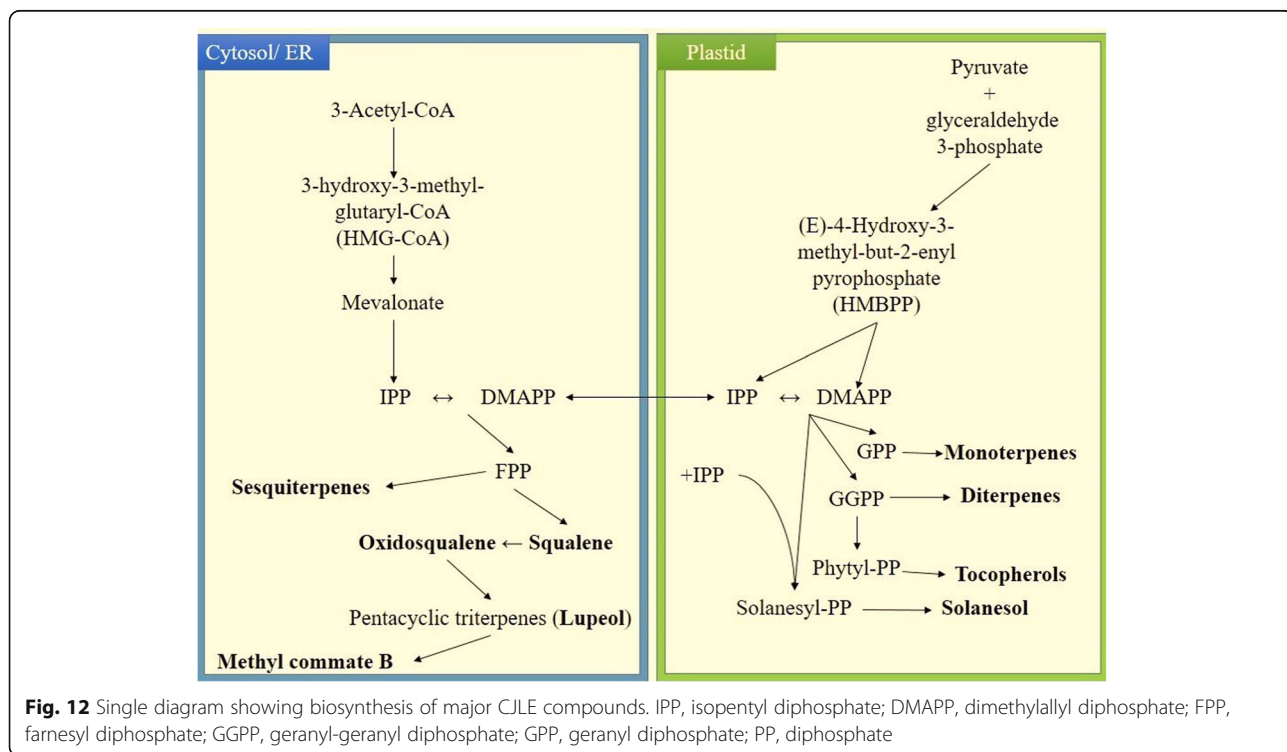 Cytosol/ ER
3-Acetyl-CoA
3-hydroxy-3-methyl-
glutaryl-CoA
(HMG-CoA)
Mevalonate
IPP ↔ DMAPP
FPP
Sesquiterpenes
Oxidosqualene ← Squalene
Pentacyclic triterpenes (Lupeol)
Methyl commate B
Plastid
Pyruvate
+
glyceraldehyde
3-phosphate
(E)-4-Hydroxy-3-
methyl-but-2-enyl
pyrophosphate
(HMBPP)
IPP ↔ DMAPP
GPP Monoterpenes
+IPP
GGPP Diterpenes
Phytyl-PP Tocopherols
Solanesyl-PP Solanesol
Fig. 12 Single diagram showing biosynthesis of major CJLE compounds. IPP, isopentyl diphosphate; DMAPP, dimethylallyl diphosphate; FPP,
farnesyl diphosphate; GGPP, geranyl-geranyl diphosphate; GPP, geranyl diphosphate; PP, diphosphate